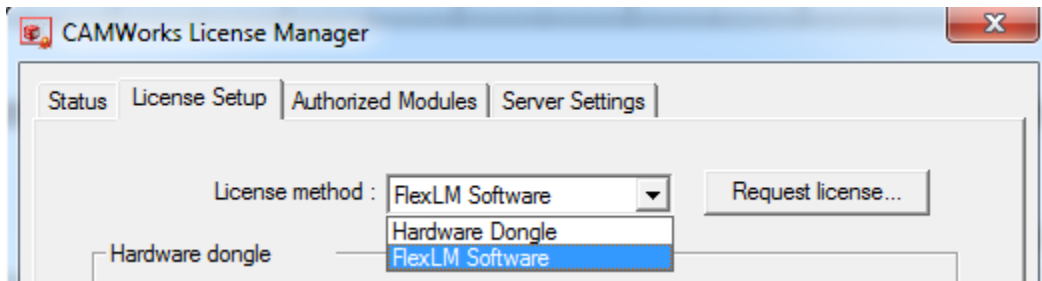 CAMWorks License Manager
Status License Setup Authorized Modules Server Settings
License method : FlexLM Software Request license...
Hardware Dongle
FlexLM Software
Hardware dongle